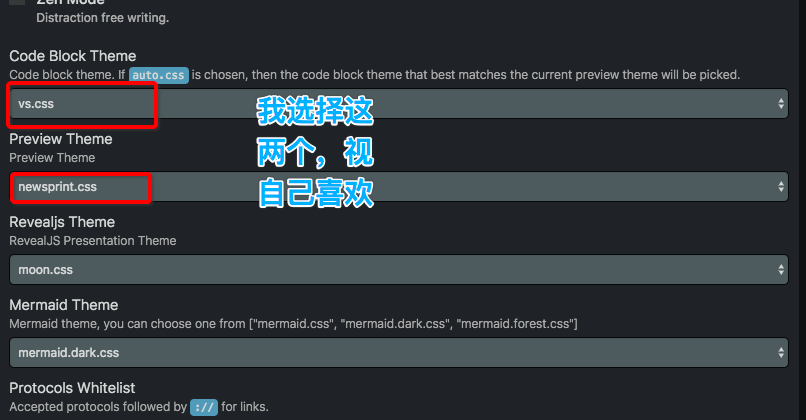 Zen Mode
Distraction free writing.
Code Block Theme
Code block theme. If auto.css is chosen, then the code block theme that best matches the current preview theme will be picked.
vs.css
我选择这
两个，视
自己喜欢
Preview Theme
Preview Theme
newsprint.css
Revealjs Theme
RevealJS Presentation Theme
moon.css
Mermaid Theme
Mermaid theme, you can choose one from ["mermaid.css", "mermaid.dark.css", "mermaid.forest.css"]
mermaid.dark.css
Protocols Whitelist
Accepted protocols followed by :// for links.